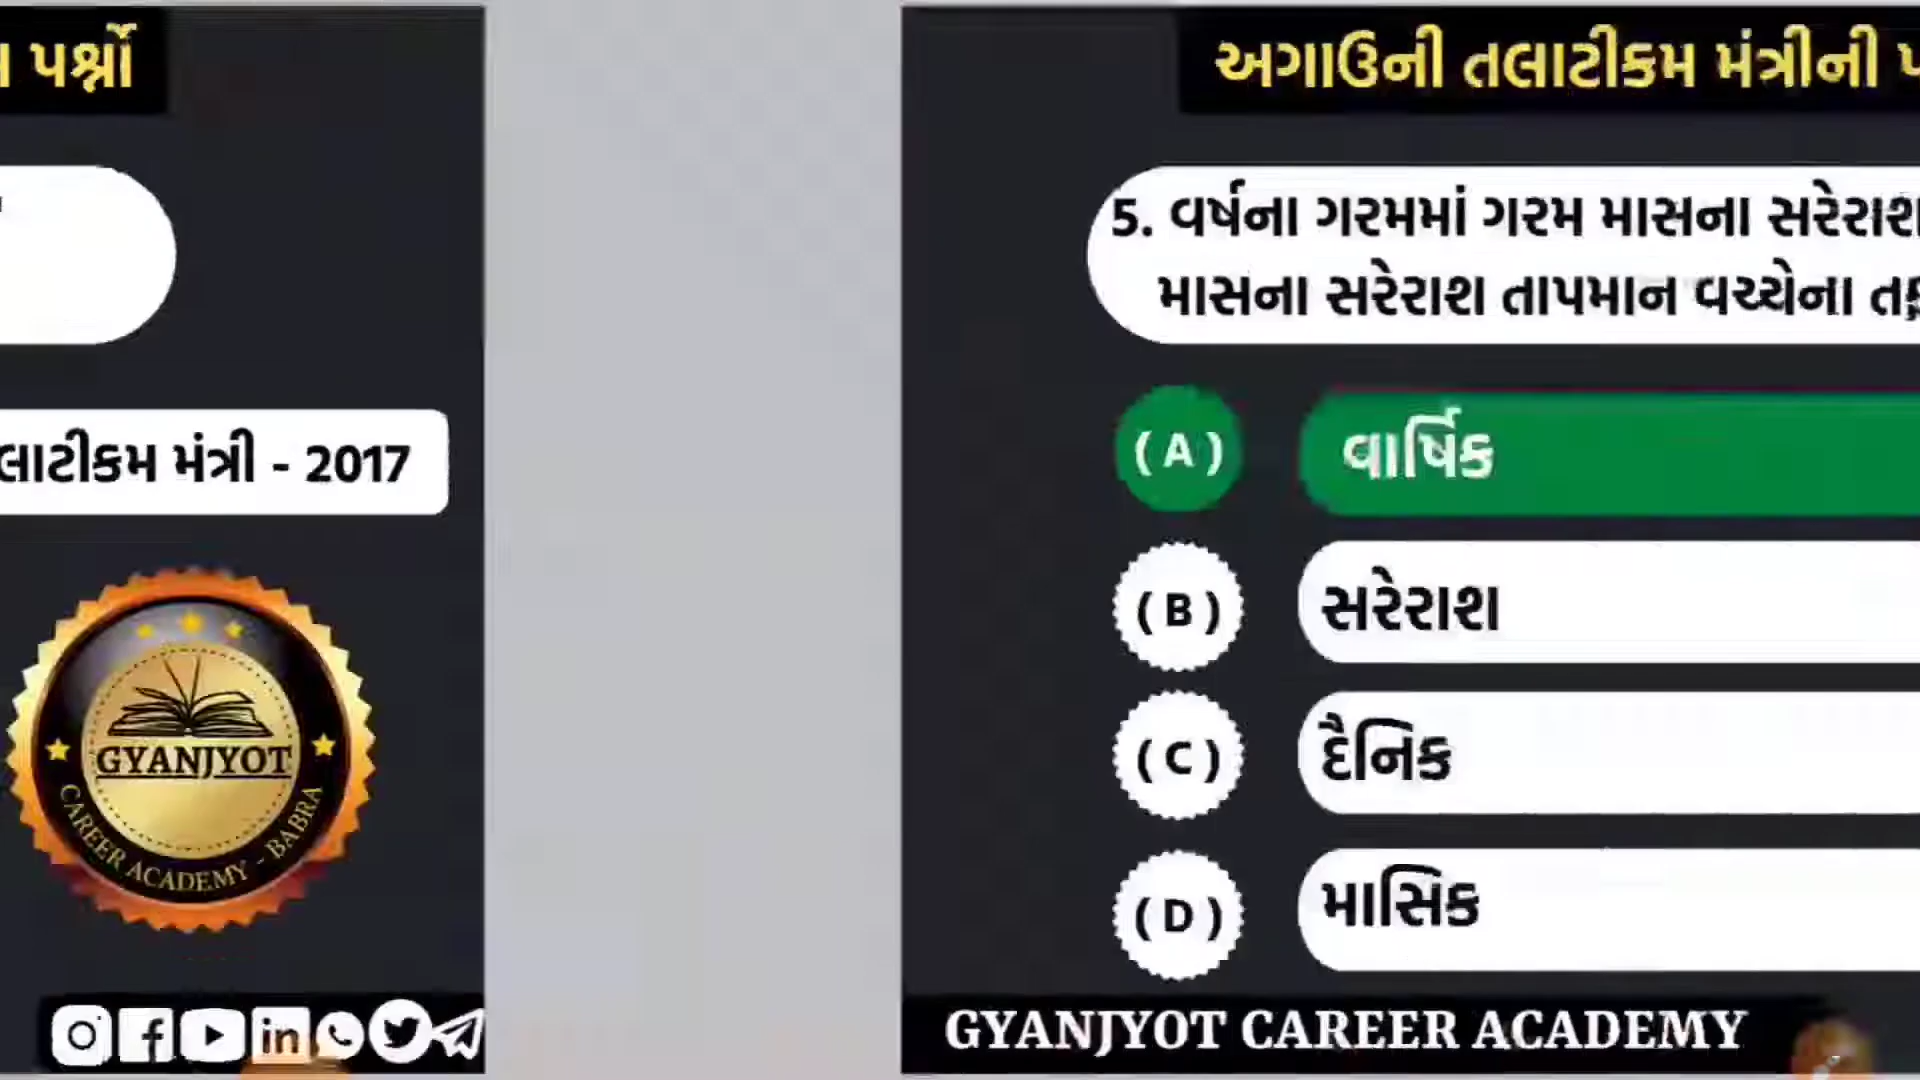 પર્શ્નો
લાટીકમ મંત્રી - 2017
GYANJYOT
CAREER ACADEMY - BABRA
અગાઉની તલાટીકમ મંત્રીની
5. વર્ષના ગરમમાં ગરમ માસના સરેરાશ
માસના સરેરાશ તાપમાન વચ્ચેના
(A) વાર્ષિક
(B) સરેરાશ
(C) દૈનિક
(D) માસિક
GYANJYOT CAREER ACADEMY